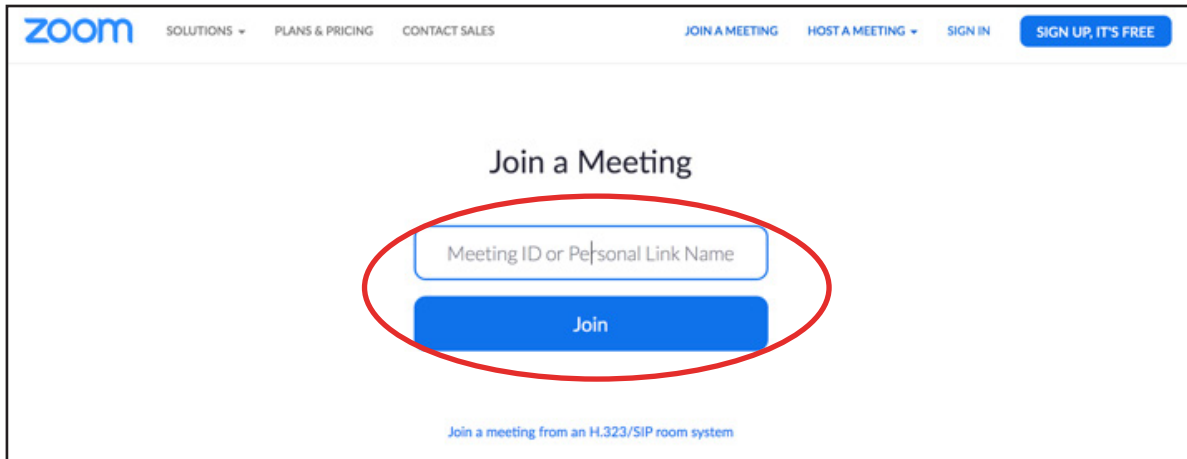 zoom SOLUTIONS PLANS & PRICING CONTACT SALES JOIN A MEETING HOST A MEETING SIGN IN SIGN UP, IT'S FREE
Join a Meeting
Meeting ID or Personal Link Name
Join
Join a meeting from an H.323/SIP room system